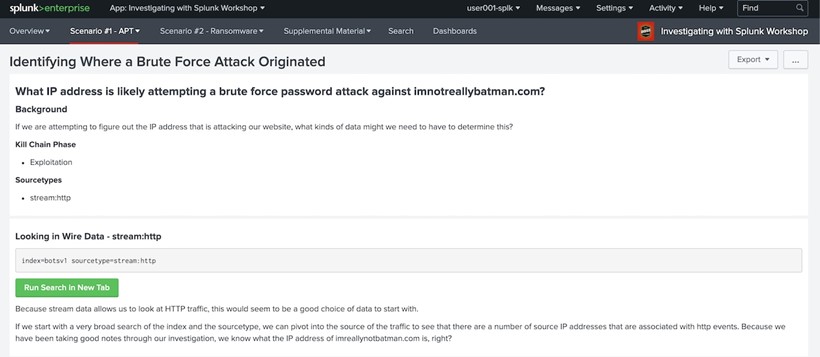 splunk>enterprise App: Investigating with Splunk Workshop user001-splk Messages Settings Activity Help Find
Overview Scenario #1 - APT Scenario #2 - Ransomware Supplemental Material Search Dashboards Investigating with Splunk Workshop
Identifying Where a Brute Force Attack Originated Export ...
What IP address is likely attempting a brute force password attack against imnotreallybatman.com?
Background
If we are attempting to figure out the IP address that is attacking our website, what kinds of data might we need to have to determine this?
Kill Chain Phase
• Exploitation
Sourcetypes
• stream:http
Looking in Wire Data - stream:http
index=botsv1 sourcetype=stream:http
Run Search In New Tab
Because stream data allows us to look at HTTP traffic, this would seem to be a good choice of data to start with.
If we start with a very broad search of the index and the sourcetype, we can pivot into the source of the traffic to see that there are a number of source IP addresses that are associated with http events. Because we
have been taking good notes through our investigation, we know what the IP address of imreallynotbatman.com is, right?